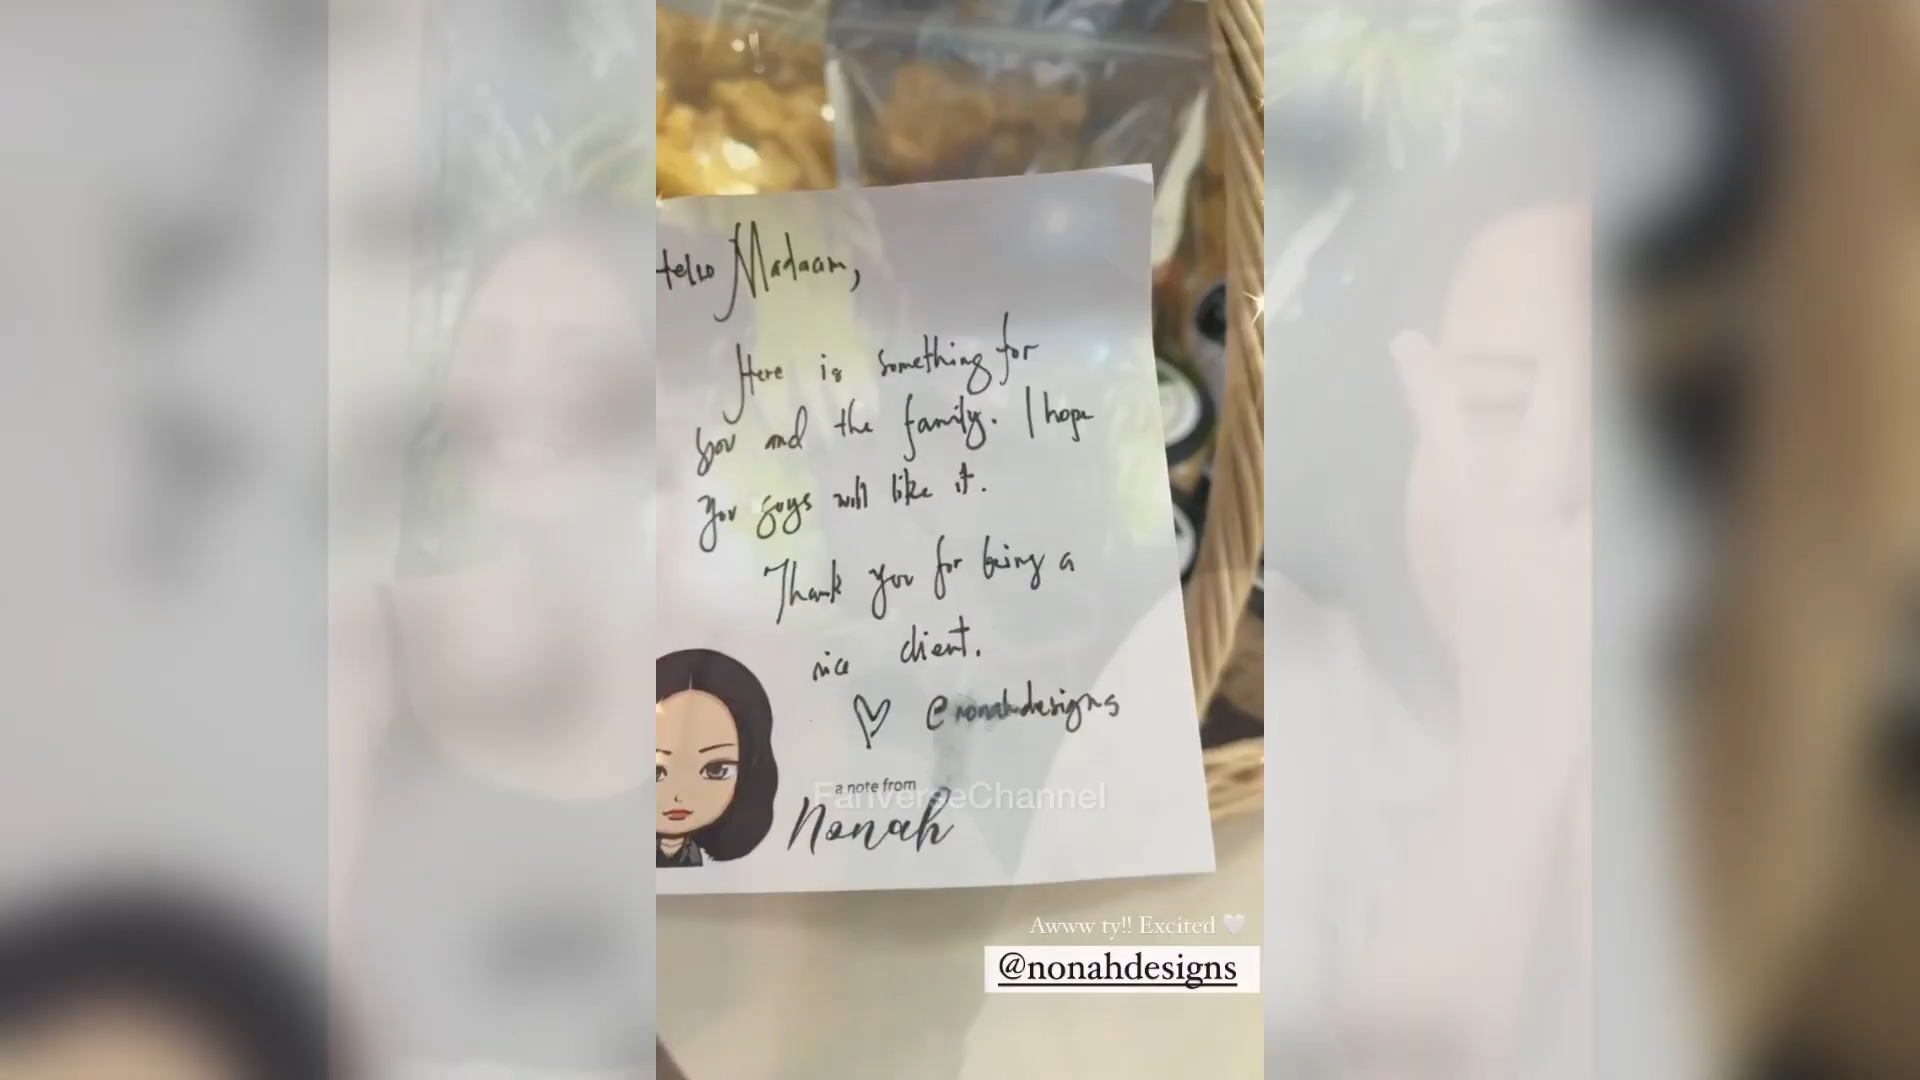 Hello Madaam,
Here is something for
you and the family. I hope
you guys will like it.
Thank you for being a
nice client.
♡ @nonahdesigns
a note from
FanverseChannel
Nonah
Awww ty!! Excited 🤍
@nonahdesigns